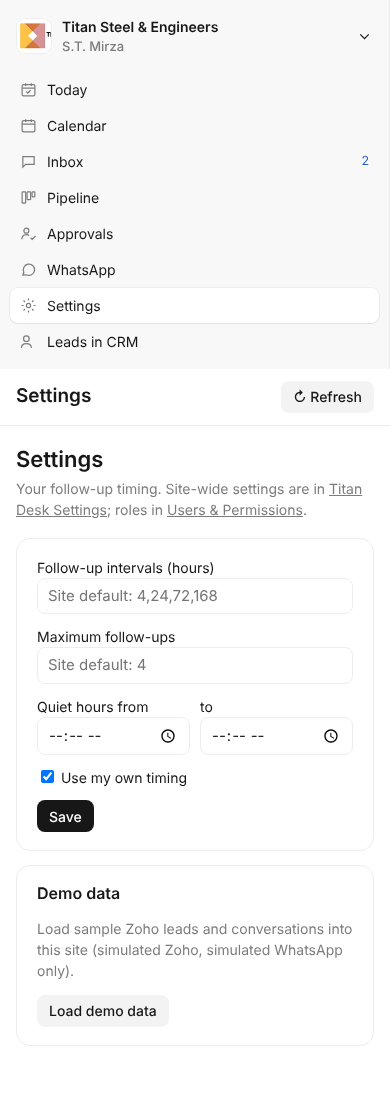 Titan Steel & Engineers
S.T. Mirza
Today
Calendar
Inbox 2
Pipeline
Approvals
WhatsApp
Settings
Leads in CRM
Settings
Refresh
Settings
Your follow-up timing. Site-wide settings are in Titan
Desk Settings; roles in Users & Permissions.
Follow-up intervals (hours)
Site default: 4,24,72,168
Maximum follow-ups
Site default: 4
Quiet hours from to
--:-- -- --:-- --
Use my own timing
Save
Demo data
Load sample Zoho leads and conversations into
this site (simulated Zoho, simulated WhatsApp
only).
Load demo data